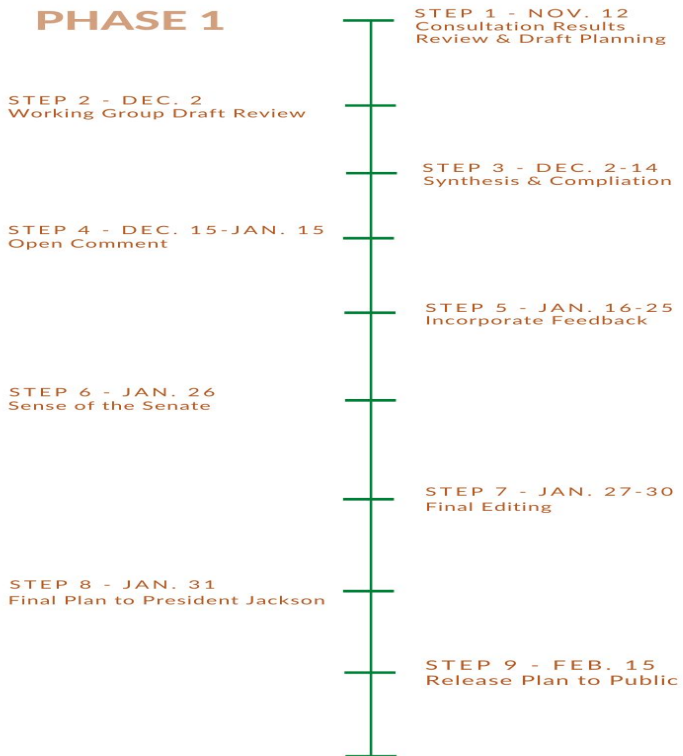 PHASE 1
STEP 1 - NOV. 12
Consultation Results
Review & Draft Planning
STEP 2 - DEC. 2
Working Group Draft Review
STEP 3 - DEC. 2-14
Synthesis & Compliation
STEP 4 - DEC. 15-JAN. 15
Open Comment
STEP 5 - JAN. 16-25
Incorporate Feedback
STEP 6 - JAN. 26
Sense of the Senate
STEP 7 - JAN. 27-30
Final Editing
STEP 8 - JAN. 31
Final Plan to President Jackson
STEP 9 - FEB. 15
Release Plan to Public